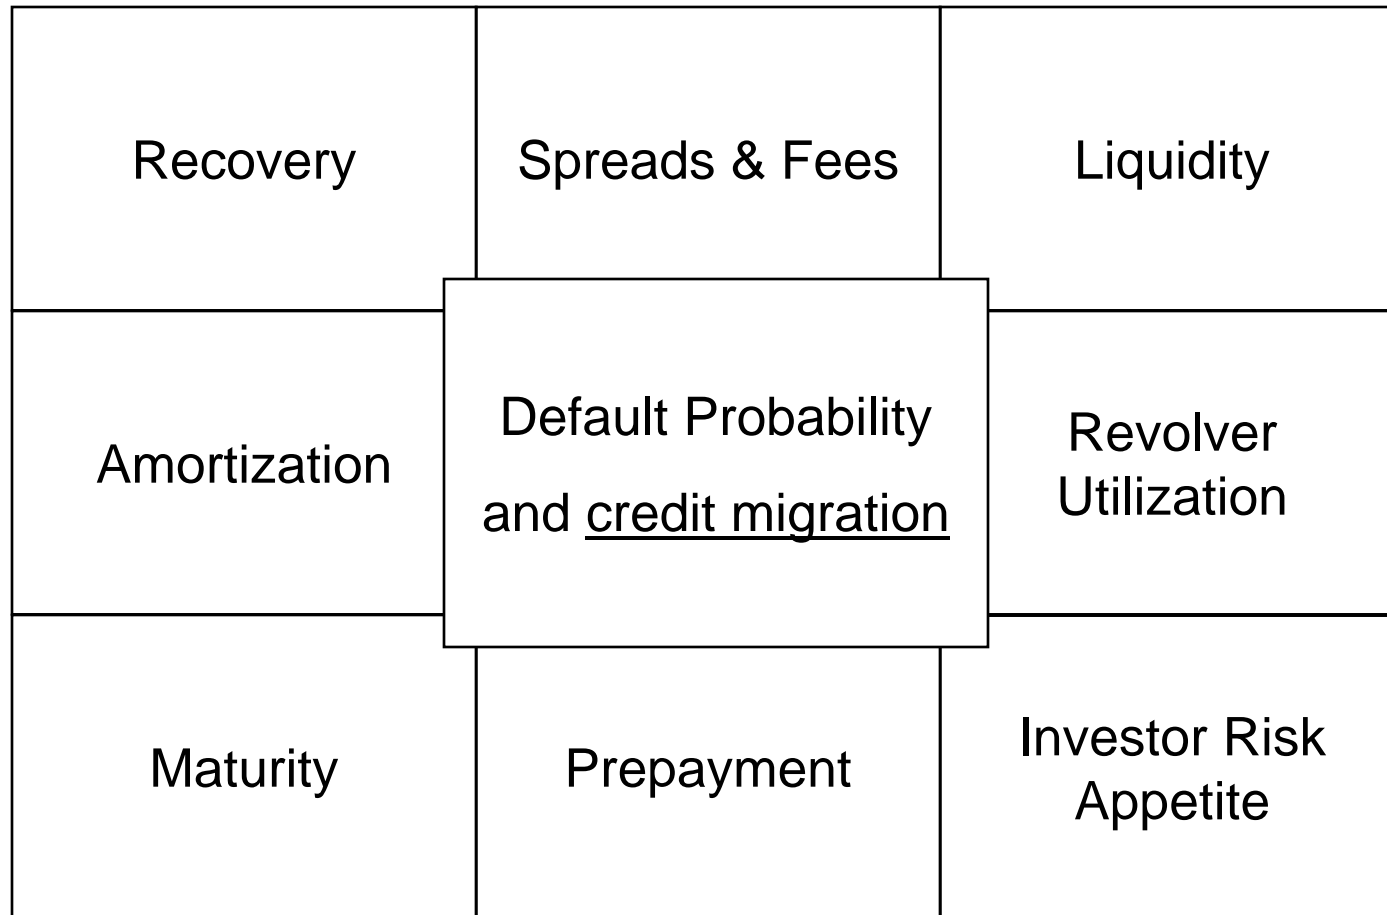 Recovery
Spreads & Fees
Liquidity
Default Probability
and credit migration
Amortization
Revolver
Utilization
Maturity
Prepayment
Investor Risk
Appetite